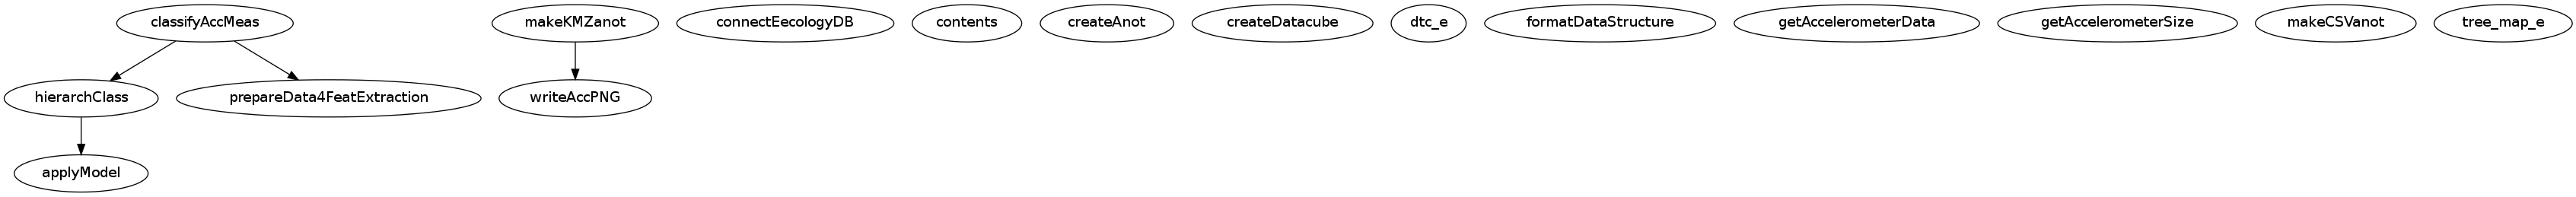 classifyAccMeas
makeKMZanot
connectEecologyDB
contents
createAnot
createDatacube
dtc_e
formatDataStructure
getAccelerometerData
getAccelerometerSize
makeCSVanot
tree_map_e
hierarchClass
prepareData4FeatExtraction
writeAccPNG
applyModel